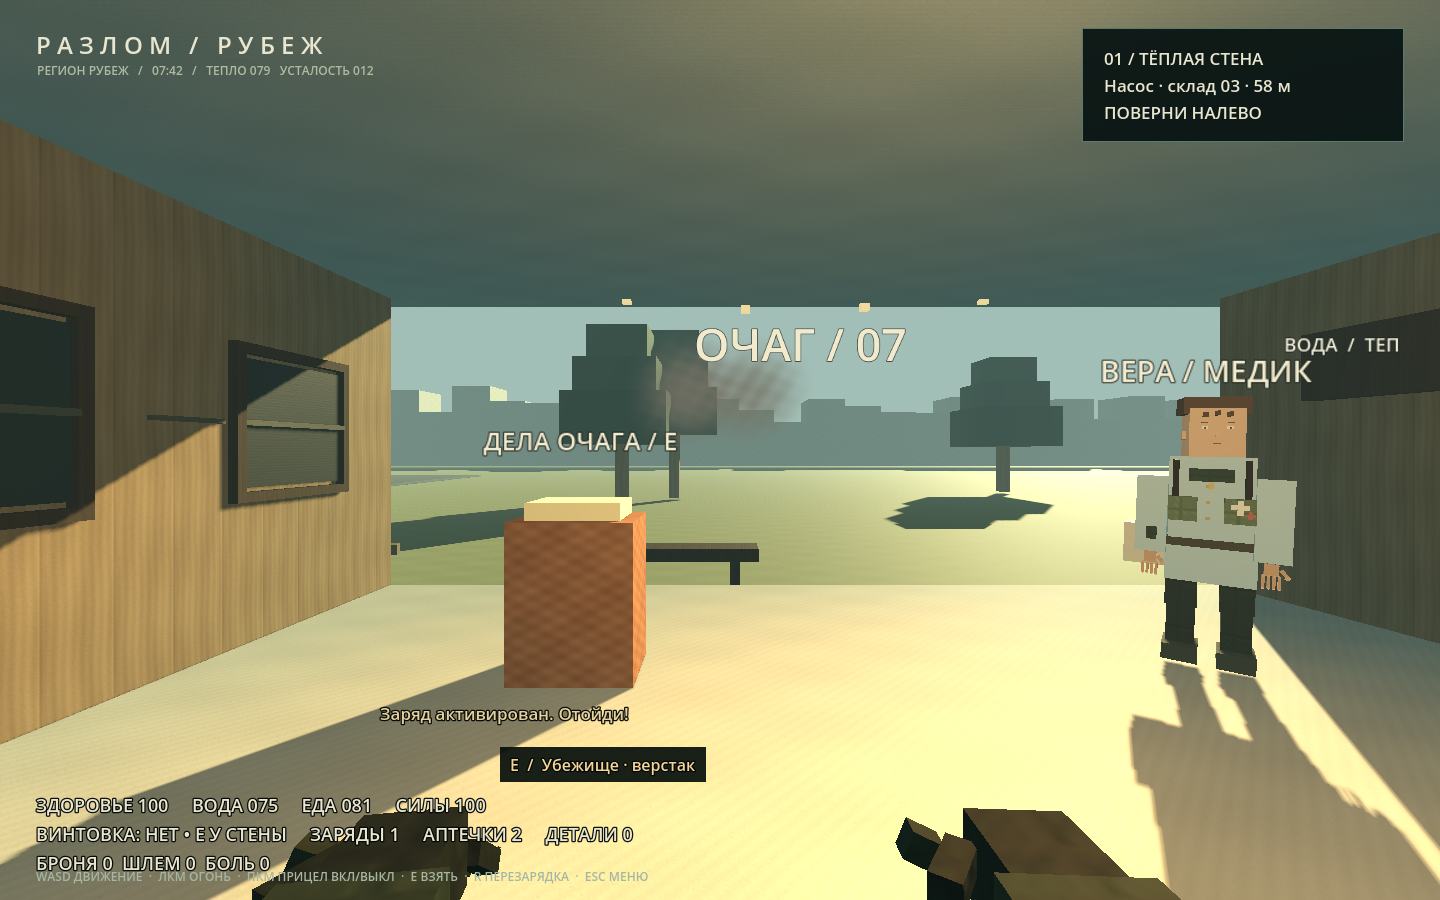 РАЗЛОМ / РУБЕЖ
РЕГИОН РУБЕЖ / 07:42 / ТЕПЛО 079 УСТАЛОСТЬ 012
01 / ТЁПЛАЯ СТЕНА
Насос · склад 03 · 58 м
ПОВЕРНИ НАЛЕВО
ОЧАГ / 07
ВОДА / ТЕП
ВЕРА / МЕДИК
ДЕЛА ОЧАГА / Е
Заряд активирован. Отойди!
Е / Убежище · верстак
ЗДОРОВЬЕ 100 ВОДА 075 ЕДА 081 СИЛЫ 100
ВИНТОВКА: НЕТ • Е У СТЕНЫ ЗАРЯДЫ 1 АПТЕЧКИ 2 ДЕТАЛИ 0
БРОНЯ 0 ШЛЕМ 0 БОЛЬ 0
WASD ДВИЖЕНИЕ · ЛКМ ОГОНЬ · ПКМ ПРИЦЕЛ ВКЛ/ВЫКЛ · E ВЗЯТЬ · R ПЕРЕЗАРЯДКА · ESC МЕНЮ